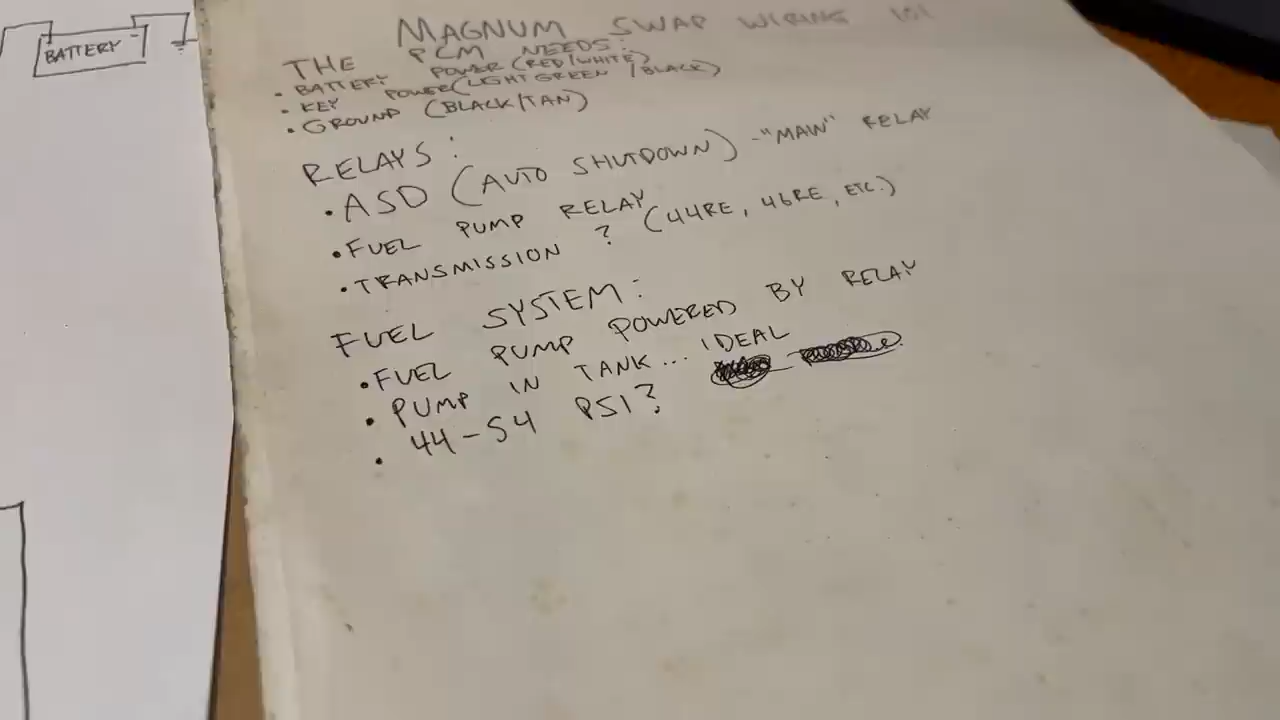 BATTERY
MAGNUM SWAP WIRING 101
THE PCM NEEDS:
• BATTERY POWER (RED/WHITE)
• KEY POWER (LIGHT GREEN / BLACK)
• GROUND (BLACK/TAN)
RELAYS:
• ASD (AUTO SHUTDOWN) - "MAIN" RELAY
• FUEL PUMP RELAY
• TRANSMISSION ? (44RE, 46RE, ETC.)
FUEL SYSTEM:
• FUEL PUMP POWERED BY RELAY
• PUMP IN TANK... IDEAL
• 44-54 PSI?